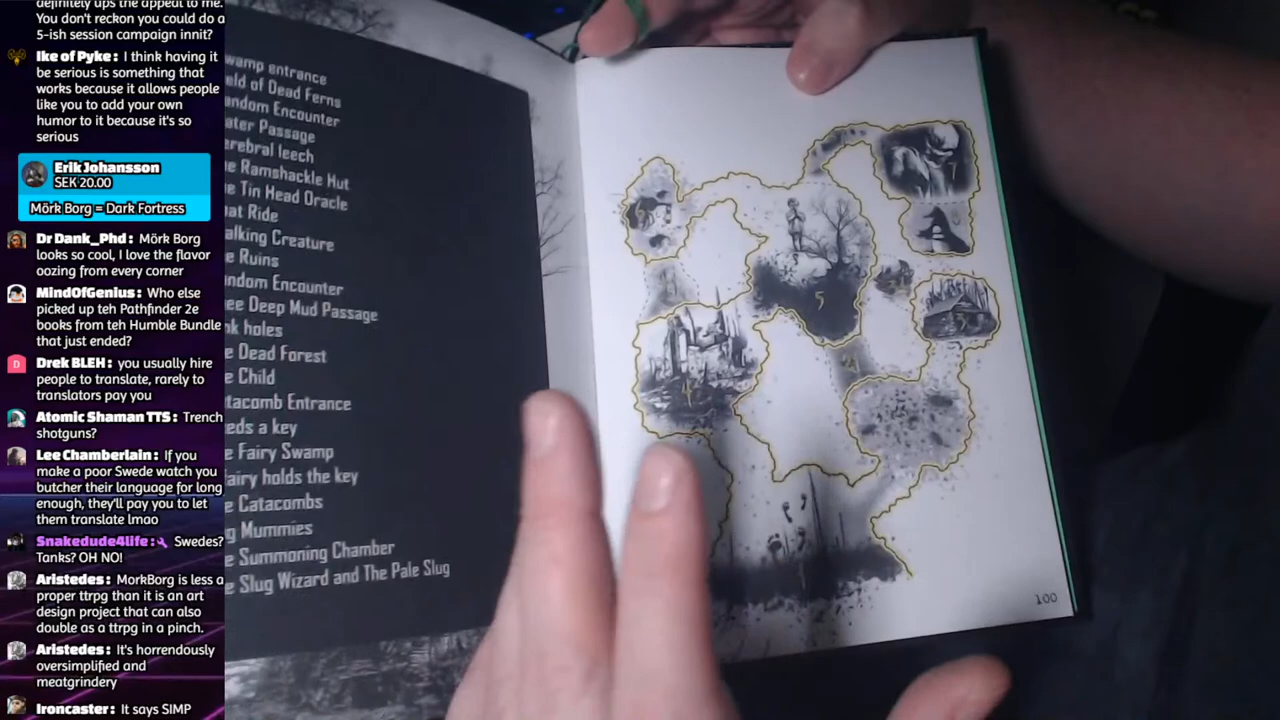 definitely ups the appeal to me.
You don't reckon you could do a
5-ish session campaign innit?
Ike of Pyke: I think having it
be serious is something that
works because it allows people
like you to add your own
humor to it because it's so
serious
Erik Johansson
SEK 20.00
Mörk Borg = Dark Fortress
Dr Dank_Phd: Mörk Borg
looks so cool, I love the flavor
oozing from every corner
MindOfGenius: Who else
picked up teh Pathfinder 2e
books from teh Humble Bundle
that just ended?
D
Drek BLEH: you usually hire
people to translate, rarely to
translators pay you
Atomic Shaman TTS: Trench
shotguns?
Lee Chamberlain: If you
make a poor Swede watch you
butcher their language for long
enough, they'll pay you to let
them translate lmao
Snakedude4life: Swedes?
Tanks? OH NO!
Aristedes: MorkBorg is less a
proper ttrpg than it is an art
design project that can also
double as a ttrpg in a pinch.
Aristedes: It's horrendously
oversimplified and
meatgrindery
Ironcaster: It says SIMP
wamp entrance
eld of Dead Ferns
andom Encounter
ater Passage
erebral leech
e Ramshackle Hut
e Tin Head Oracle
oat Ride
alking Creature
e Ruins
ndom Encounter
ree Deep Mud Passage
nk holes
e Dead Forest
e Child
tacomb Entrance
eeds a key
e Fairy Swamp
fairy holds the key
e Catacombs
g Mummies
e Summoning Chamber
e Slug Wizard and The Pale Slug
5
100